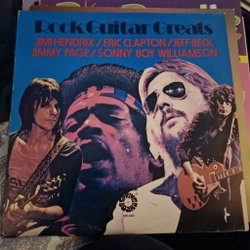 Rock Guitar Greats
JIMI HENDRIX/ERIC CLAPTON/JEFF BECK
JIMMY PAGE/SONNY BOY WILLIAMSON